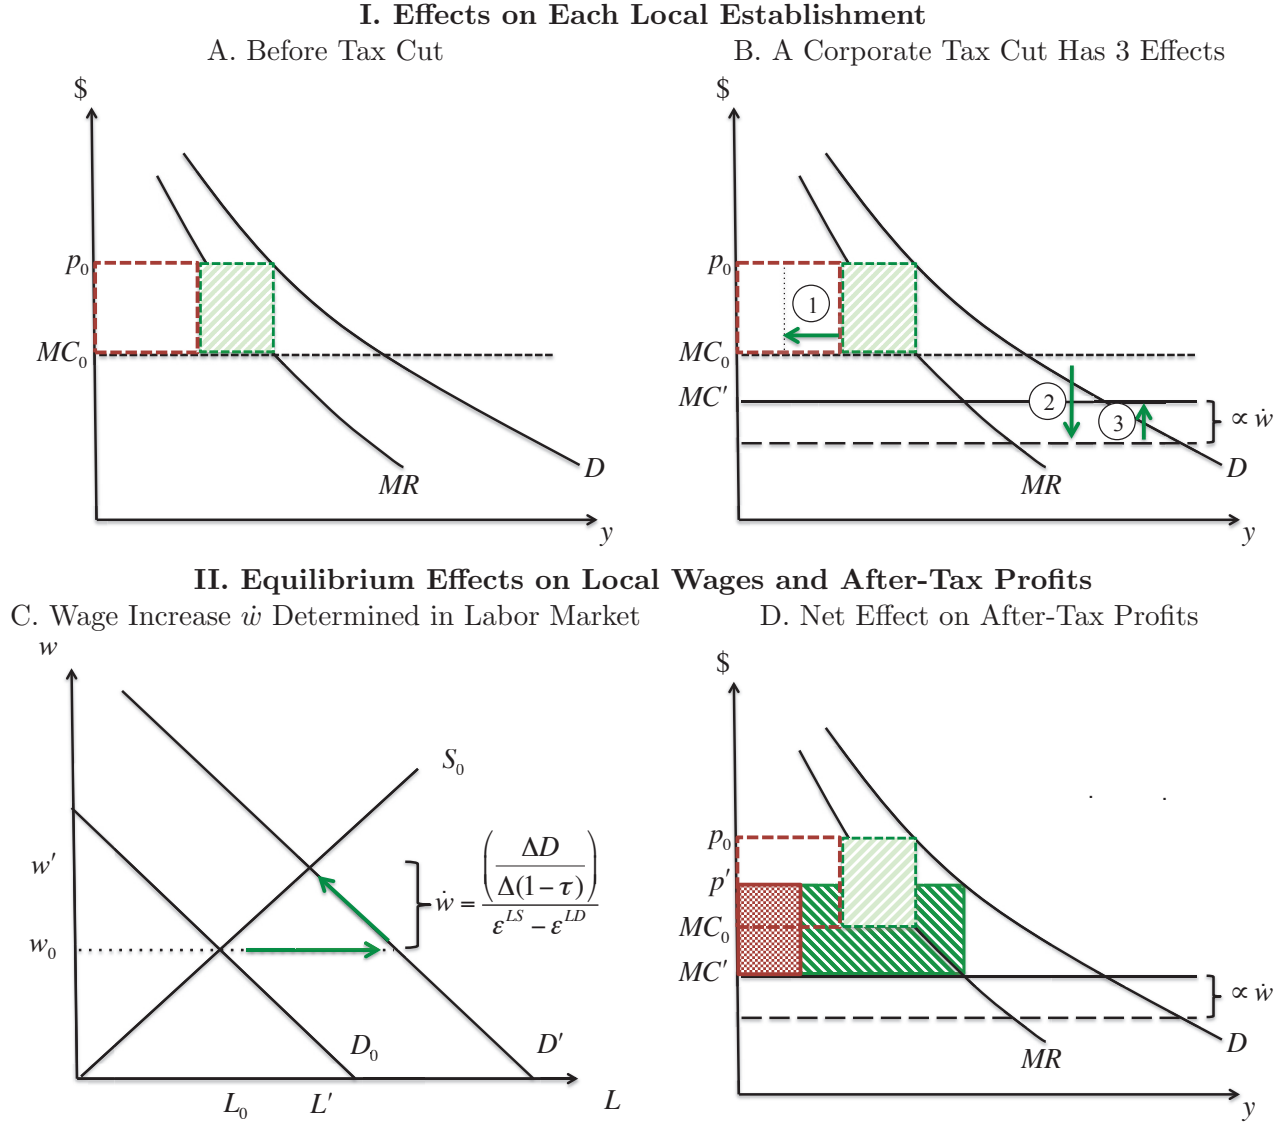 I. Effects on Each Local Establishment
A. Before Tax Cut
B. A Corporate Tax Cut Has 3 Effects
$
p₀
MC₀
MR
D
y
$
p₀
1
MC₀
MC′
2
3
∝ ẇ
MR
D
y
II. Equilibrium Effects on Local Wages and After-Tax Profits
C. Wage Increase ẇ Determined in Labor Market
D. Net Effect on After-Tax Profits
w
S₀
w′
ẇ = (ΔD / Δ(1 − τ)) / (ε^{LS} − ε^{LD})
w₀
D₀
D′
L₀
L′
L
$
p₀
p′
MC₀
MC′
∝ ẇ
MR
D
y